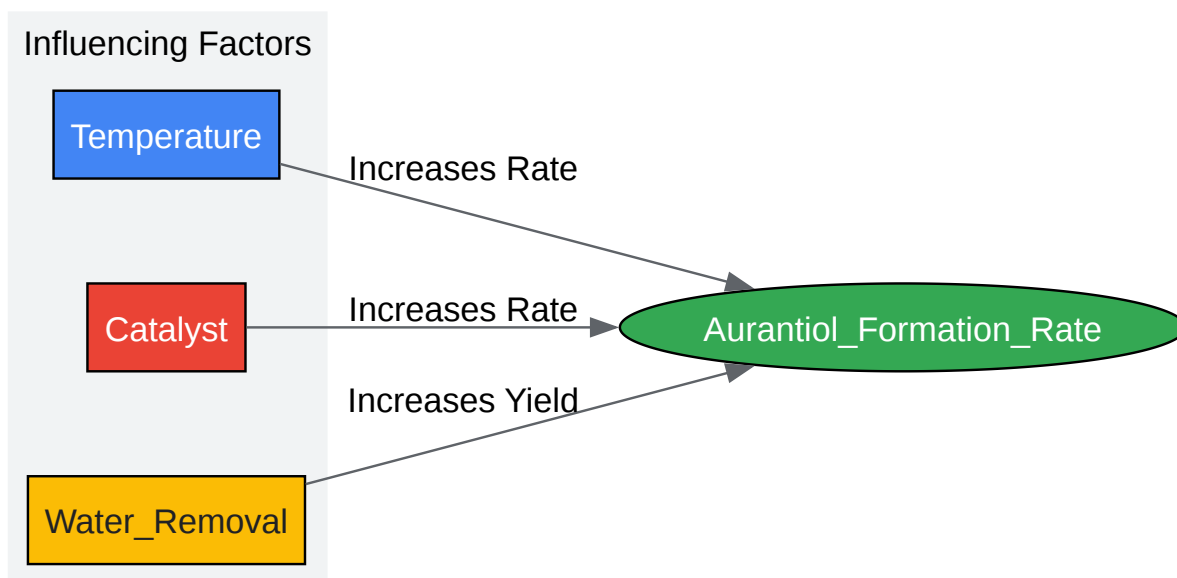 Influencing Factors
Temperature
Increases Rate
Catalyst
Increases Rate
Aurantiol_Formation_Rate
Increases Yield
Water_Removal